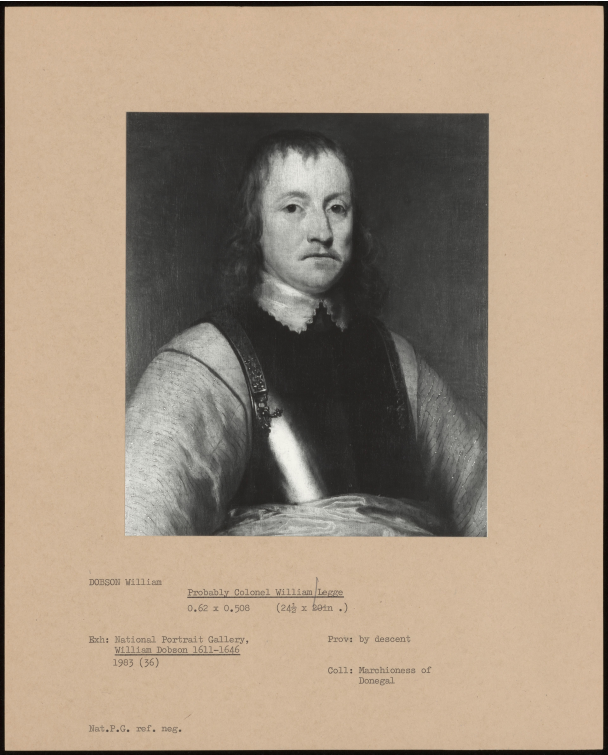 DOBSON William
Probably Colonel William Legge
0.62 x 0.508 (24½ x 20in .)
Exh: National Portrait Gallery,
William Dobson 1611-1646
1983 (36)
Prov: by descent
Coll: Marchioness of
Donegal
Nat.P.G. ref. neg.